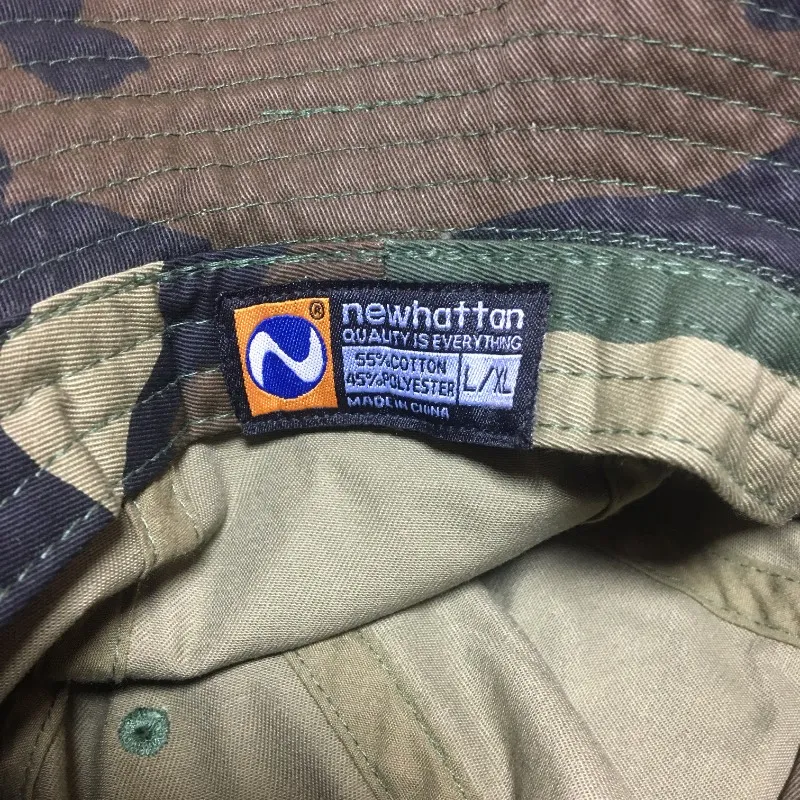 ®
newhattan
QUALITY IS EVERYTHING
55% COTTON
45% POLYESTER
L/XL
MADE IN CHINA